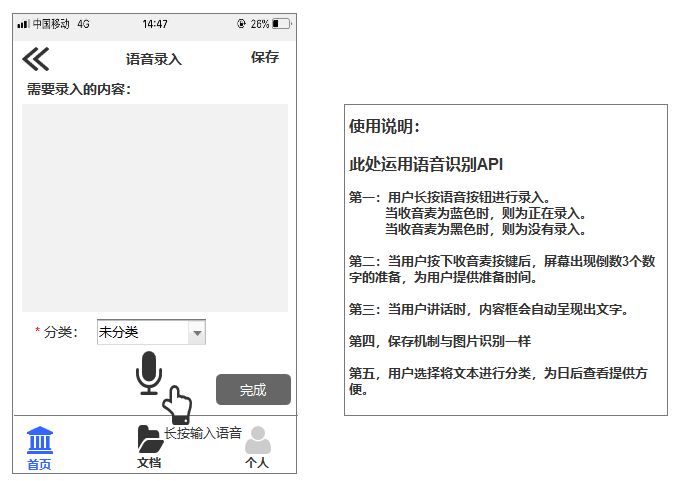 中国移动 4G 14:47 26%
语音录入 保存
需要录入的内容：
* 分类： 未分类
完成
长按输入语音
首页 文档 个人
使用说明：
此处运用语音识别API
第一：用户长按语音按钮进行录入。
当收音麦为蓝色时，则为正在录入。
当收音麦为黑色时，则为没有录入。
第二：当用户按下收音麦按键后，屏幕出现倒数3个数
字的准备，为用户提供准备时间。
第三：当用户讲话时，内容框会自动呈现出文字。
第四，保存机制与图片识别一样
第五，用户选择将文本进行分类，为日后查看提供方
便。